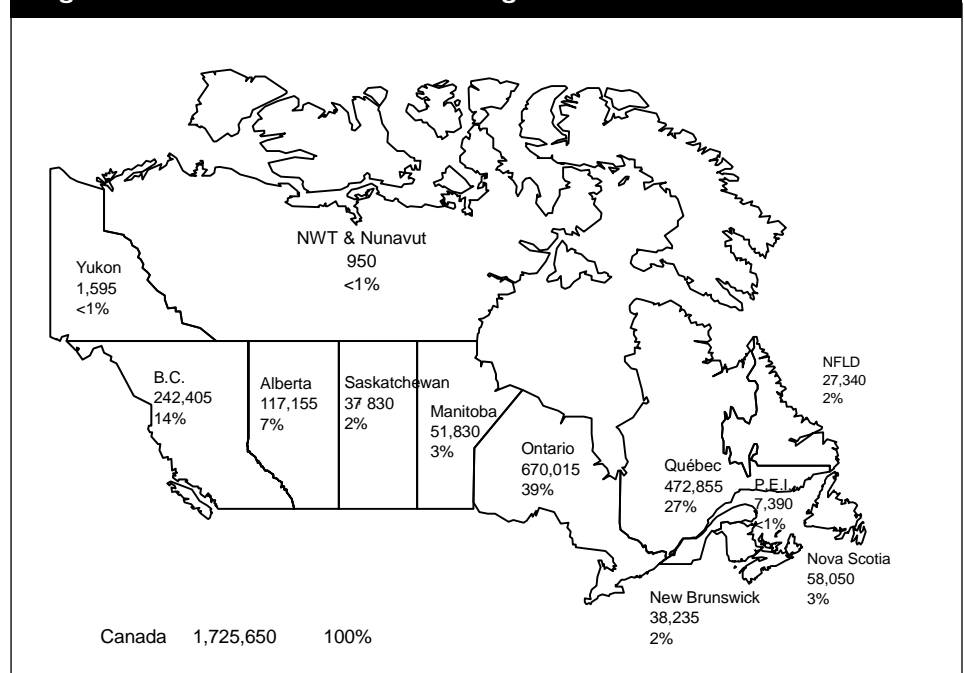 NWT & Nunavut
950
<1%
Yukon
1,595
<1%
B.C.
242,405
14%
Alberta
117,155
7%
Saskatchewan
37 830
2%
Manitoba
51,830
3%
Ontario
670,015
39%
Québec
472,855
27%
NFLD
27,340
2%
P.E.I.
7,390
<1%
Nova Scotia
58,050
3%
New Brunswick
38,235
2%
Canada 1,725,650 100%